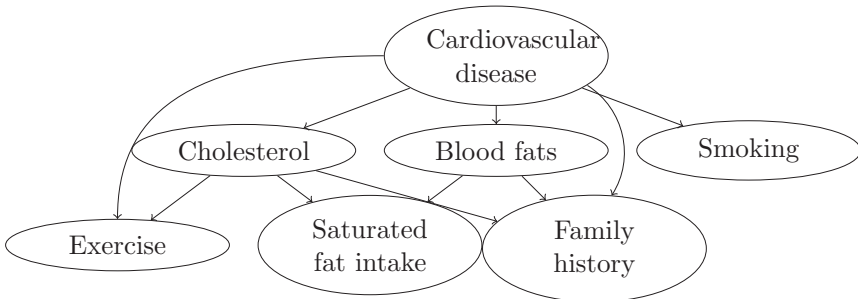 Cardiovascular
disease
Cholesterol
Blood fats
Smoking
Exercise
Saturated
fat intake
Family
history